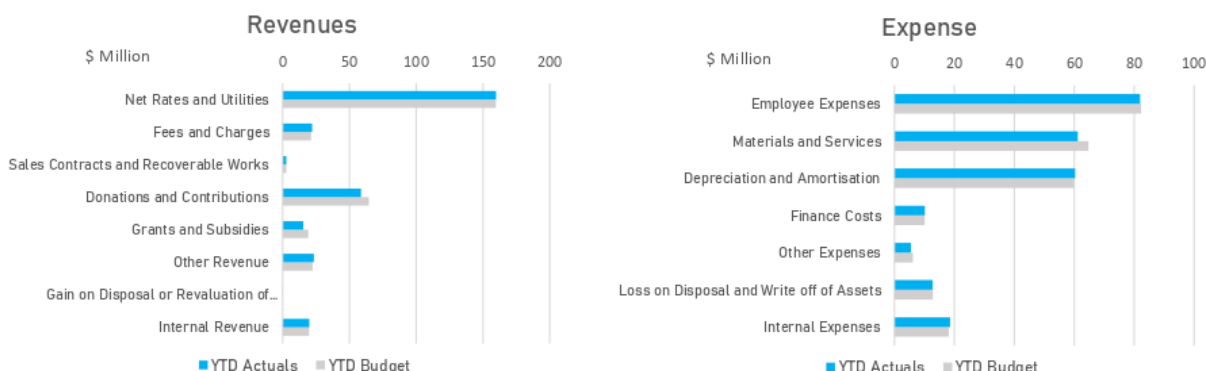 Revenues
$ Million
0 50 100 150 200
Net Rates and Utilities
Fees and Charges
Sales Contracts and Recoverable Works
Donations and Contributions
Grants and Subsidies
Other Revenue
Gain on Disposal or Revaluation of...
Internal Revenue
YTD Actuals YTD Budget
Expense
$ Million
0 20 40 60 80 100
Employee Expenses
Materials and Services
Depreciation and Amortisation
Finance Costs
Other Expenses
Loss on Disposal and Write off of Assets
Internal Expenses
YTD Actuals YTD Budget